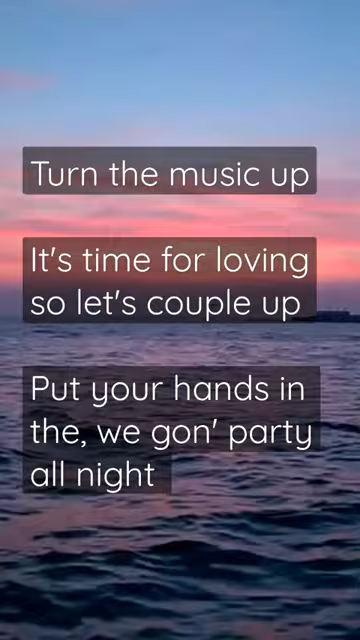 Turn the music up
It's time for loving
so let's couple up
Put your hands in
the, we gon' party
all night